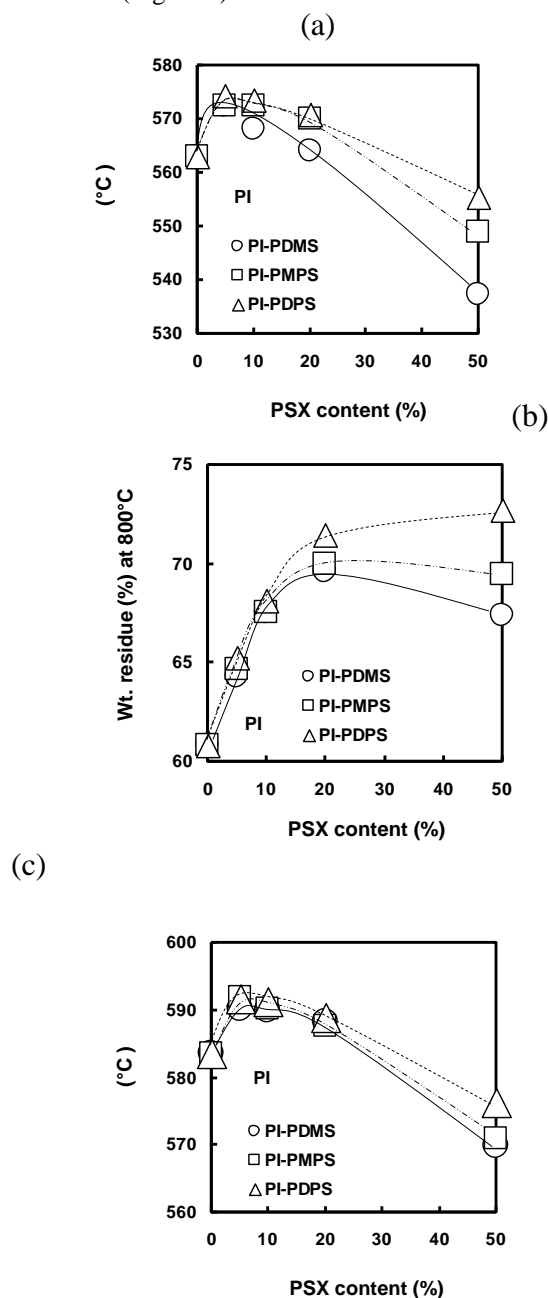 (a)
580
570
560
550
540
530
(°C)
PI
PI-PDMS
PI-PMPS
PI-PDPS
0 10 20 30 40 50
PSX content (%)
(b)
75
70
65
60
Wt. residue (%) at 800°C
PI-PDMS
PI-PMPS
PI-PDPS
PI
0 10 20 30 40 50
PSX content (%)
(c)
600
590
580
570
560
(°C)
PI
PI-PDMS
PI-PMPS
PI-PDPS
0 10 20 30 40 50
PSX content (%)